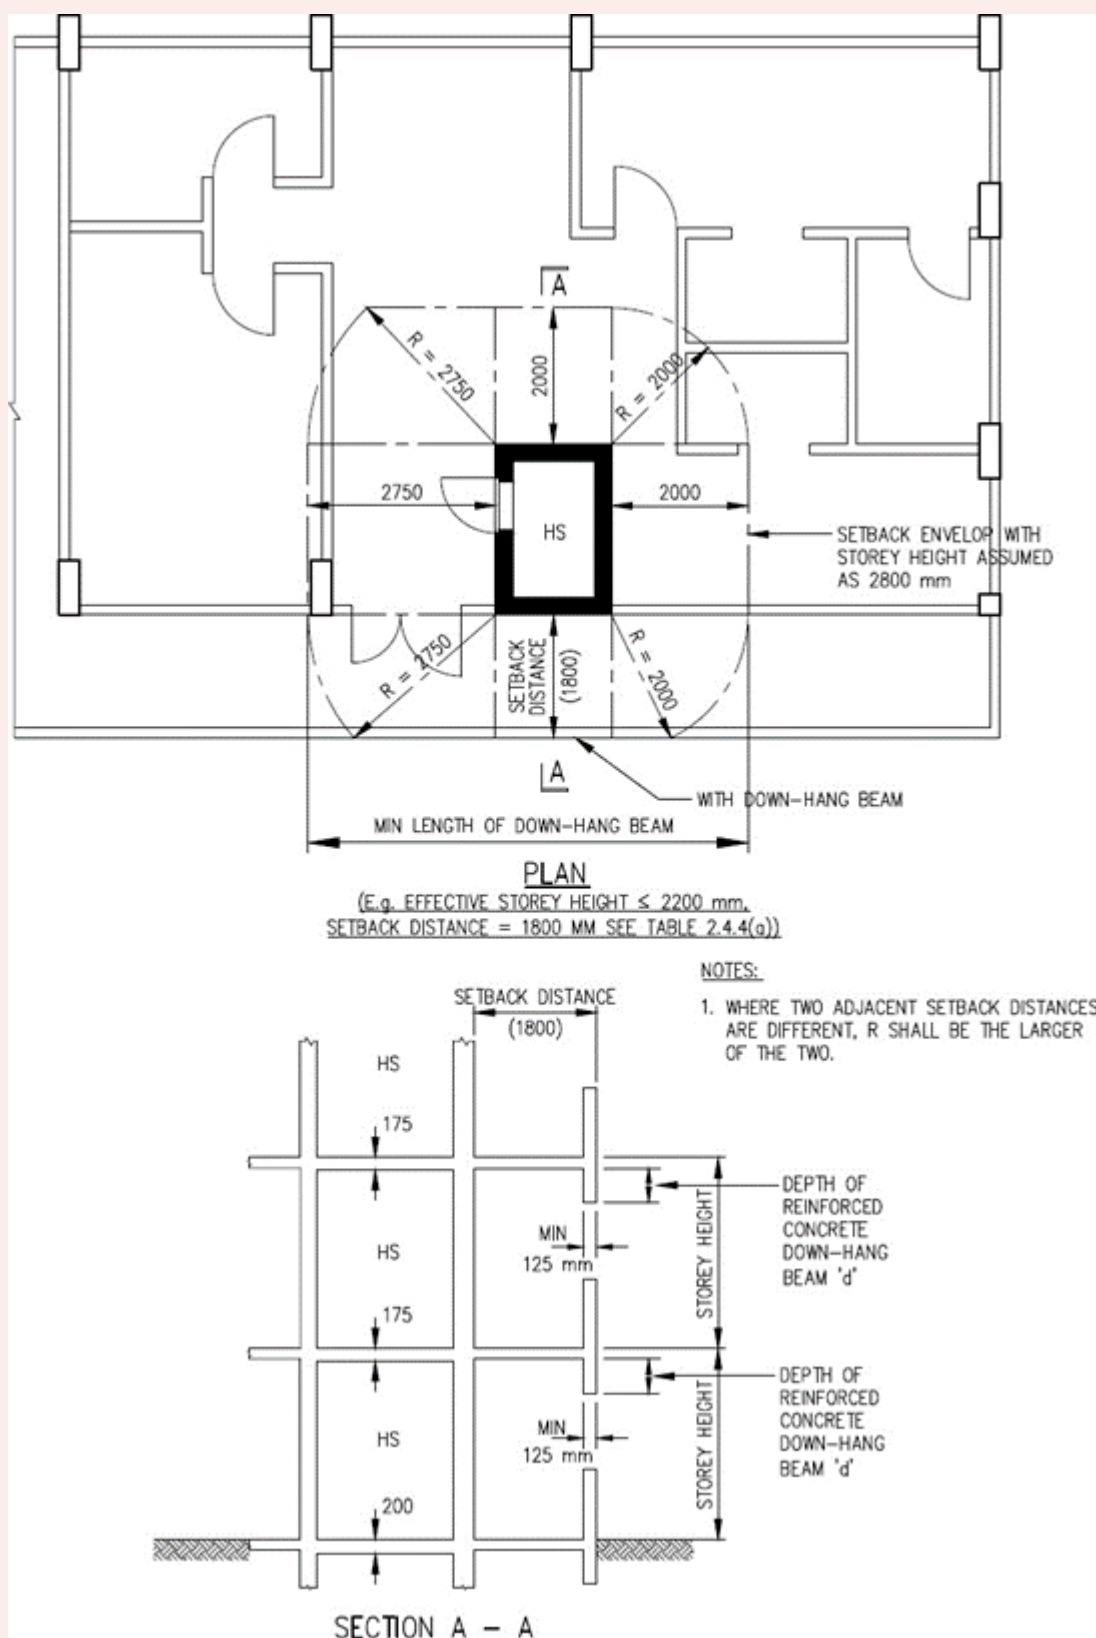 A
R = 2750
2000
R = 2000
2750
2000
HS
SETBACK ENVELOP WITH
STOREY HEIGHT ASSUMED
AS 2800 mm
R = 2750
SETBACK
DISTANCE
(1800)
R = 2000
A
WITH DOWN-HANG BEAM
MIN LENGTH OF DOWN-HANG BEAM
PLAN
(E.g. EFFECTIVE STOREY HEIGHT ≤ 2200 mm,
SETBACK DISTANCE = 1800 MM SEE TABLE 2.4.4(a))
NOTES:
1. WHERE TWO ADJACENT SETBACK DISTANCES
ARE DIFFERENT, R SHALL BE THE LARGER
OF THE TWO.
SETBACK DISTANCE
(1800)
HS
175
DEPTH OF
REINFORCED
CONCRETE
DOWN-HANG
BEAM 'd'
STOREY HEIGHT
MIN
125 mm
HS
175
DEPTH OF
REINFORCED
CONCRETE
DOWN-HANG
BEAM 'd'
STOREY HEIGHT
MIN
125 mm
HS
200
SECTION A - A